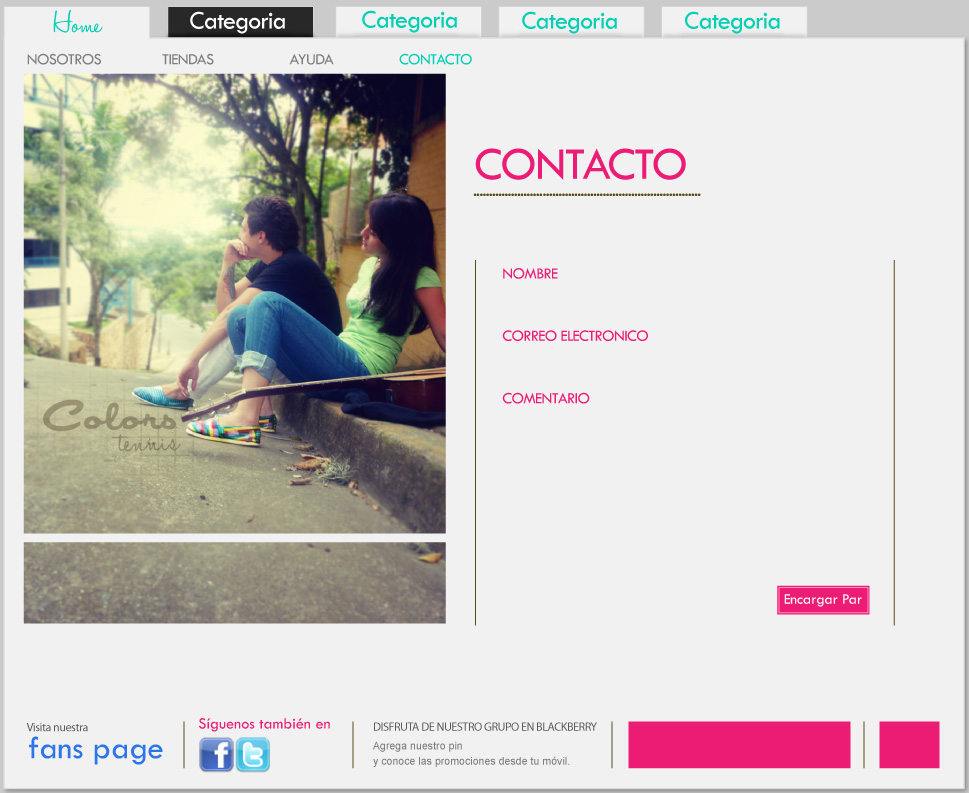 Home
Categoria
Categoria
Categoria
Categoria
NOSOTROS
TIENDAS
AYUDA
CONTACTO
Colors
tennis
CONTACTO
NOMBRE
CORREO ELECTRONICO
COMENTARIO
Encargar Par
Visita nuestra
fans page
Síguenos también en
f
t
DISFRUTA DE NUESTRO GRUPO EN BLACKBERRY
Agrega nuestro pin
y conoce las promociones desde tu móvil.